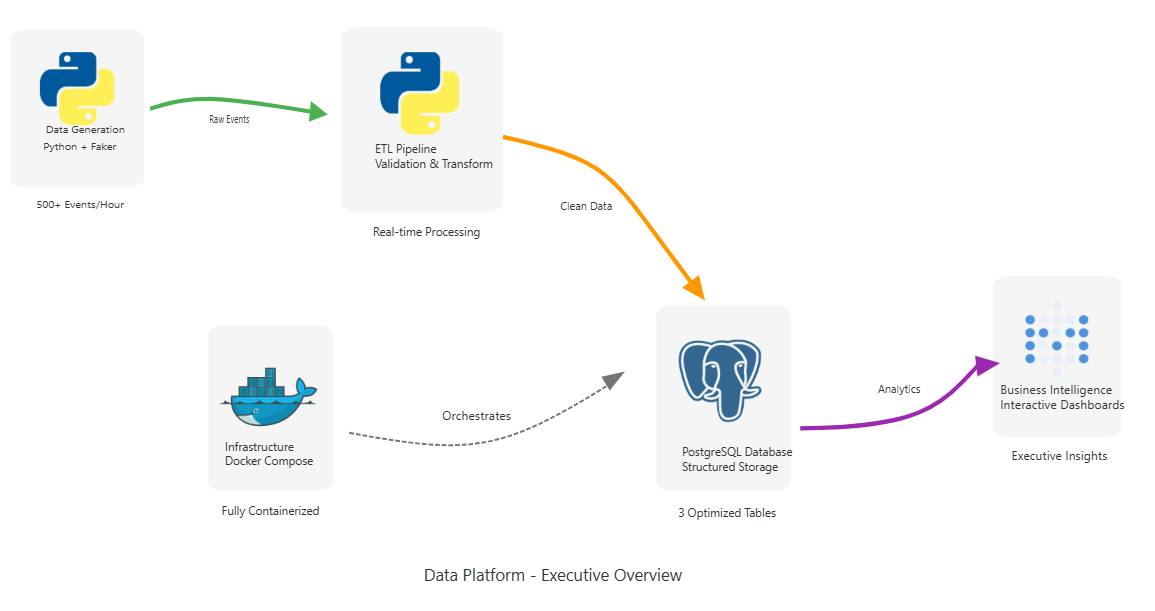 Data Generation
Python + Faker
500+ Events/Hour
Raw Events
ETL Pipeline
Validation & Transform
Real-time Processing
Clean Data
Infrastructure
Docker Compose
Fully Containerized
Orchestrates
PostgreSQL Database
Structured Storage
3 Optimized Tables
Analytics
Business Intelligence
Interactive Dashboards
Executive Insights
Data Platform - Executive Overview